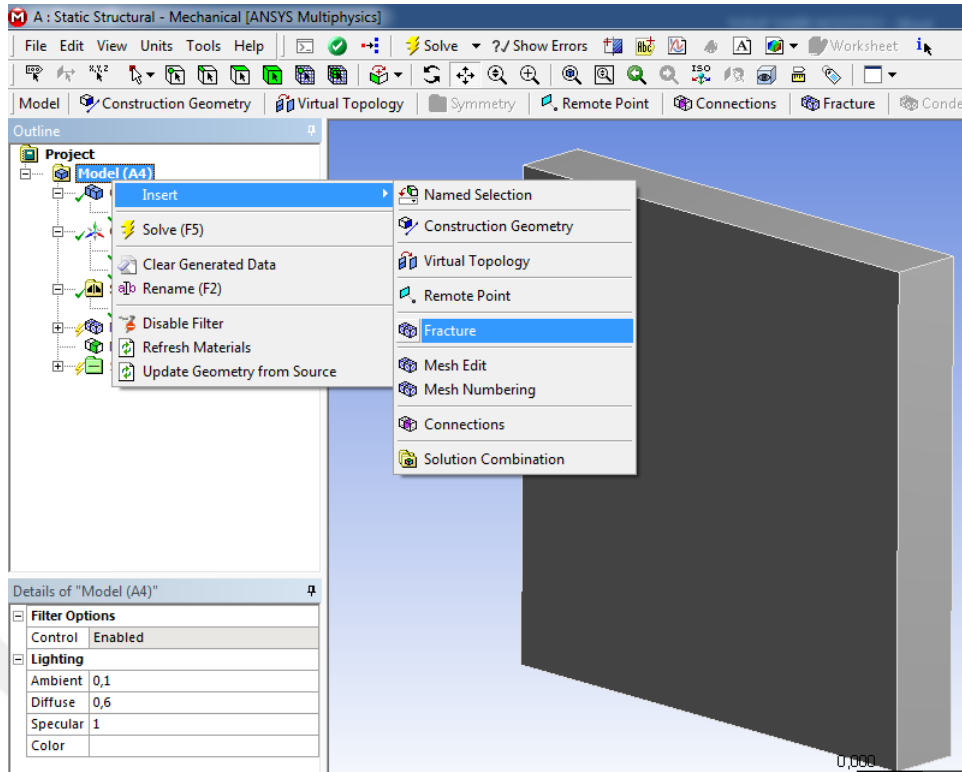 A : Static Structural - Mechanical [ANSYS Multiphysics]
File Edit View Units Tools Help Solve ?/ Show Errors Worksheet
Model Construction Geometry Virtual Topology Symmetry Remote Point Connections Fracture Conde
Outline
Project
Model (A4)
Insert
Solve (F5)
Clear Generated Data
Rename (F2)
Disable Filter
Refresh Materials
Update Geometry from Source
Named Selection
Construction Geometry
Virtual Topology
Remote Point
Fracture
Mesh Edit
Mesh Numbering
Connections
Solution Combination
Details of "Model (A4)"
Filter Options
Control Enabled
Lighting
Ambient 0,1
Diffuse 0,6
Specular 1
Color
0,000